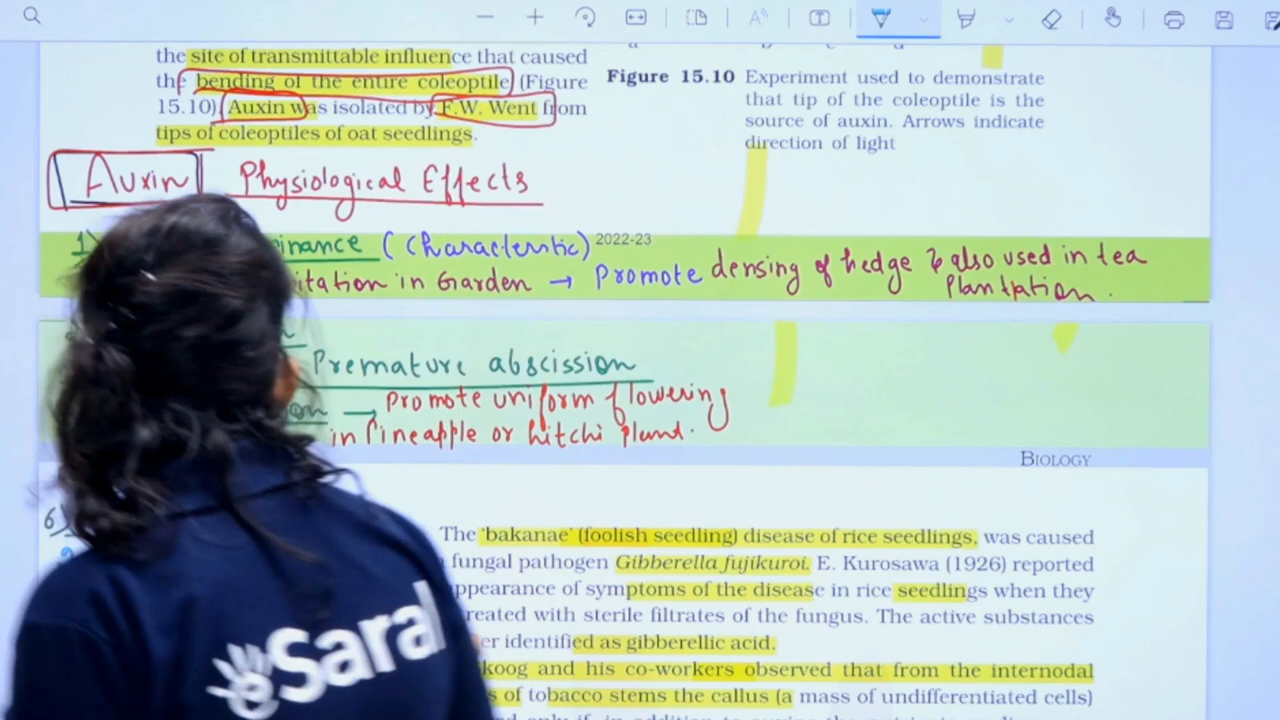 the site of transmittable influence that caused
the bending of the entire coleoptile (Figure
15.10). Auxin was isolated by F.W. Went from
tips of coleoptiles of oat seedlings.
Figure 15.10 Experiment used to demonstrate
that tip of the coleoptile is the
source of auxin. Arrows indicate
direction of light
Auxin Physiological Effects
1) (characteristic) 2022-23
in Garden → Promote densing of hedge & also used in tea
Plantation.
Premature abscission
→ Promote uniform flowering
in Pineapple or hitchi Plant.
BIOLOGY
6)
The 'bakanae' (foolish seedling) disease of rice seedlings, was caused
fungal pathogen Gibberella fujikuroi. E. Kurosawa (1926) reported
symptoms of the disease in rice seedlings when they
with sterile filtrates of the fungus. The active substances
identified as gibberellic acid.
and his co-workers observed that from the internodal
of tobacco stems the callus (a mass of undifferentiated cells)
Saral